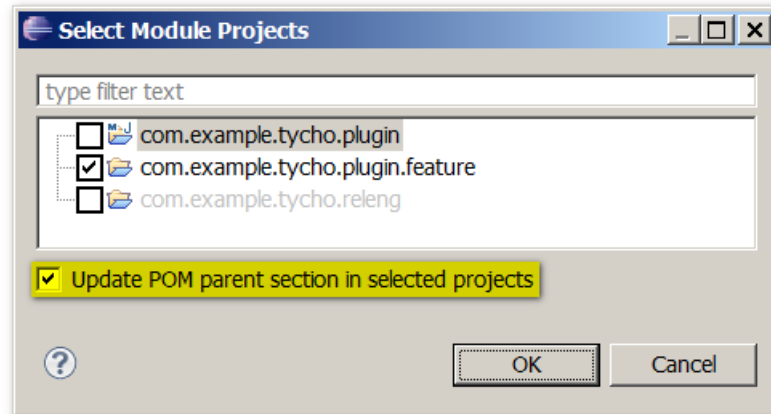 Select Module Projects
type filter text
com.example.tycho.plugin
com.example.tycho.plugin.feature
com.example.tycho.releng
Update POM parent section in selected projects
?
OK
Cancel